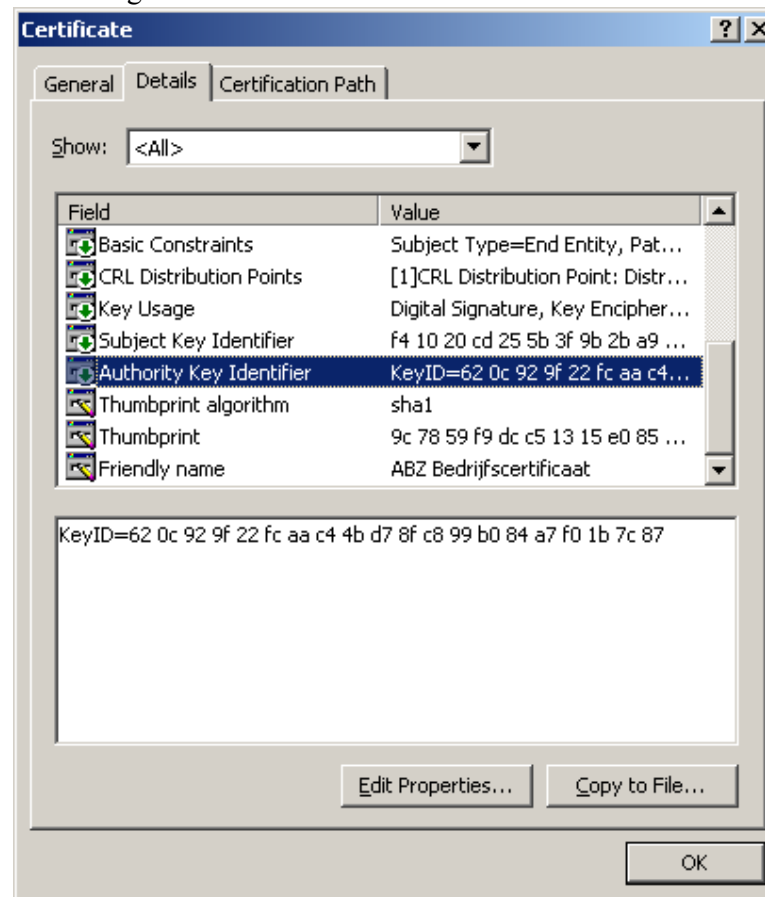 Certificate
General Details Certification Path
Show: <All>
Field Value
Basic Constraints Subject Type=End Entity, Pat...
CRL Distribution Points [1]CRL Distribution Point: Distr...
Key Usage Digital Signature, Key Encipher...
Subject Key Identifier f4 10 20 cd 25 5b 3f 9b 2b a9 ...
Authority Key Identifier KeyID=62 0c 92 9f 22 fc aa c4...
Thumbprint algorithm sha1
Thumbprint 9c 78 59 f9 dc c5 13 15 e0 85 ...
Friendly name ABZ Bedrijfscertificaat
KeyID=62 0c 92 9f 22 fc aa c4 4b d7 8f c8 99 b0 84 a7 f0 1b 7c 87
Edit Properties... Copy to File...
OK